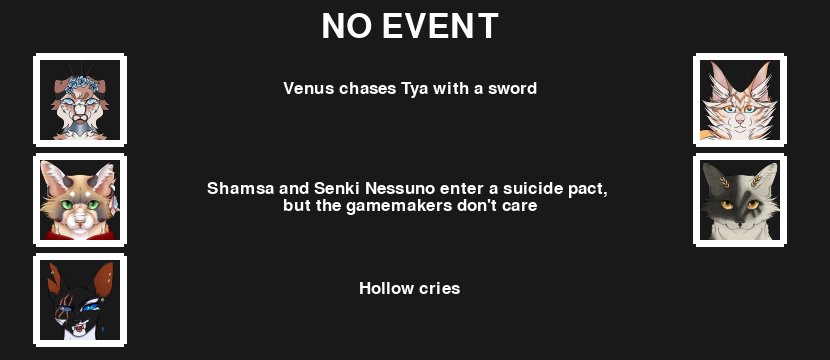 NO EVENT
Venus chases Tya with a sword
Shamsa and Senki Nessuno enter a suicide pact,
but the gamemakers don't care
Hollow cries